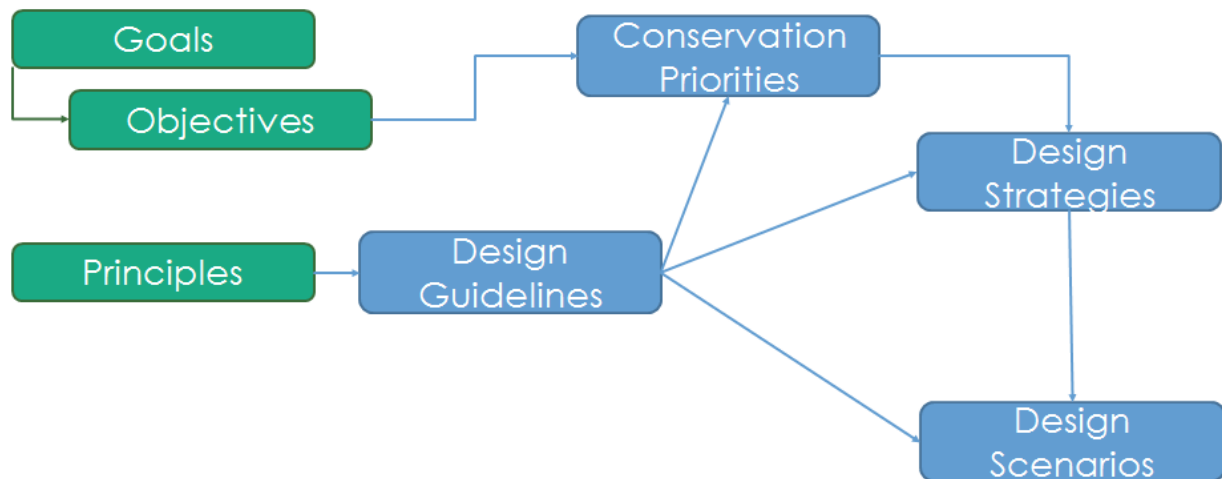 Goals
Objectives
Conservation
Priorities
Design
Strategies
Principles
Design
Guidelines
Design
Scenarios